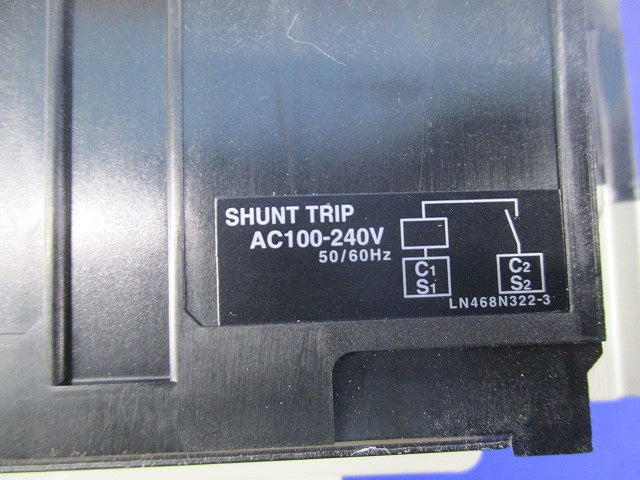 SHUNT TRIP
AC100-240V
50/60Hz
C1
S1
C2
S2
LN468N322-3